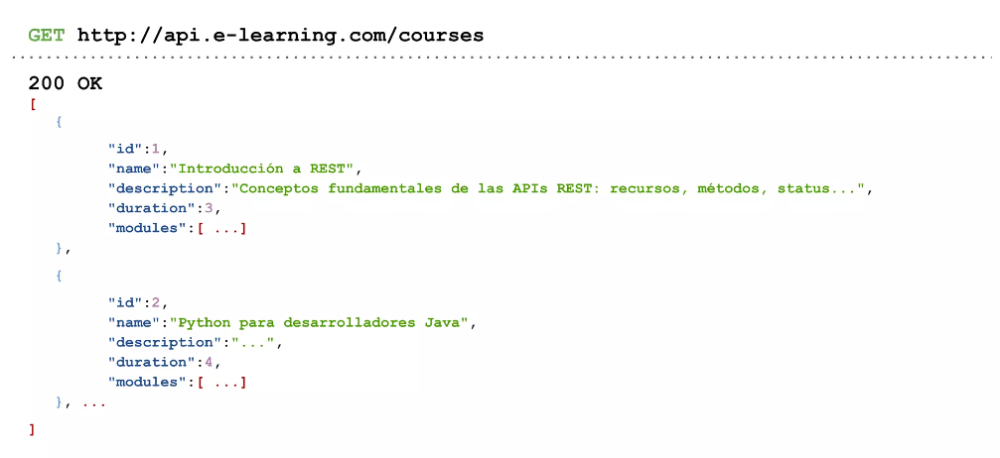 GET http://api.e-learning.com/courses
200 OK
[
{
"id":1,
"name":"Introducción a REST",
"description":"Conceptos fundamentales de las APIs REST: recursos, métodos, status...",
"duration":3,
"modules":[ ...]
},
{
"id":2,
"name":"Python para desarrolladores Java",
"description":"...",
"duration":4,
"modules":[ ...]
}, ...
]